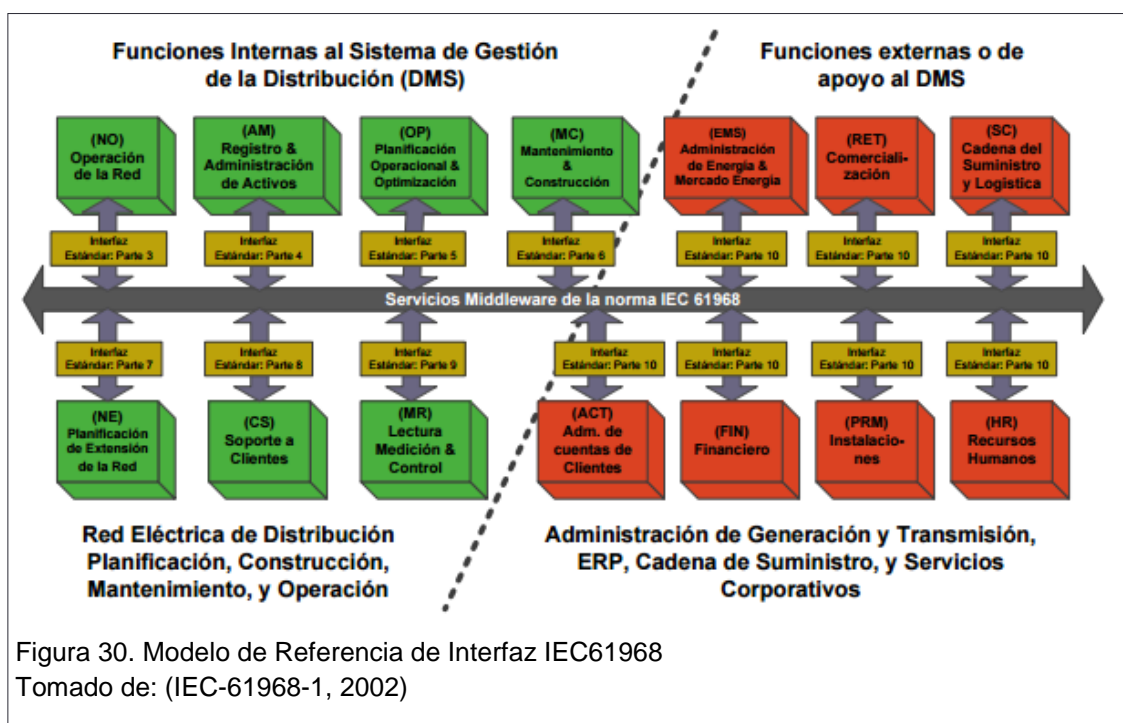 Funciones Internas al Sistema de Gestión
de la Distribución (DMS)
Funciones externas o de
apoyo al DMS
(NO)
Operación
de la Red
(AM)
Registro &
Administración
de Activos
(OP)
Planificación
Operacional &
Optimización
(MC)
Mantenimiento
&
Construcción
(EMS)
Administración
de Energía &
Mercado Energía
(RET)
Comerciali-
zación
(SC)
Cadena del
Suministro
y Logistica
Interfaz
Estándar: Parte 3
Interfaz
Estándar: Parte 4
Interfaz
Estándar: Parte 5
Interfaz
Estándar: Parte 6
Interfaz
Estándar: Parte 10
Interfaz
Estándar: Parte 10
Interfaz
Estándar: Parte 10
Servicios Middleware de la norma IEC 61968
Interfaz
Estándar: Parte 7
Interfaz
Estándar: Parte 8
Interfaz
Estándar: Parte 9
Interfaz
Estándar: Parte 10
Interfaz
Estándar: Parte 10
Interfaz
Estándar: Parte 10
Interfaz
Estándar: Parte 10
(NE)
Planificación
de Extensión
de la Red
(CS)
Soporte a
Clientes
(MR)
Lectura
Medición &
Control
(ACT)
Adm. de
cuentas de
Clientes
(FIN)
Financiero
(PRM)
Instalacio-
nes
(HR)
Recursos
Humanos
Red Eléctrica de Distribución
Planificación, Construcción,
Mantenimiento, y Operación
Administración de Generación y Transmisión,
ERP, Cadena de Suministro, y Servicios
Corporativos
Figura 30. Modelo de Referencia de Interfaz IEC61968
Tomado de: (IEC-61968-1, 2002)